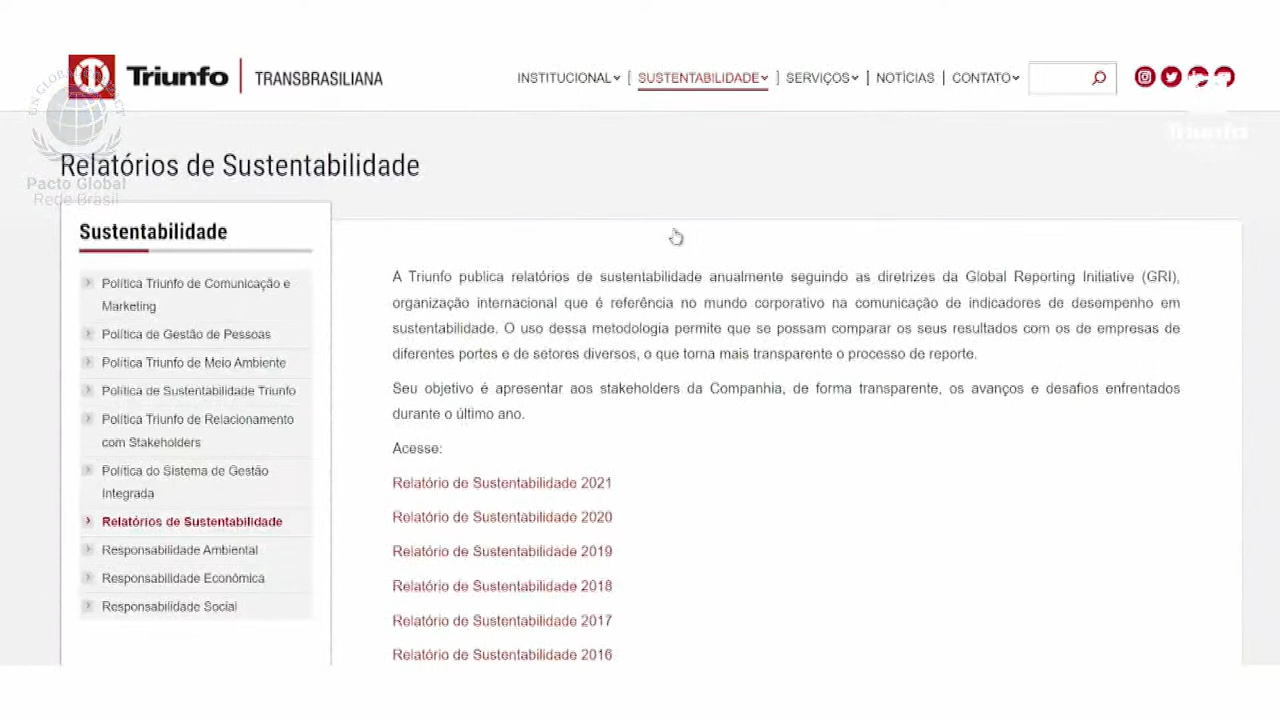 Triunfo TRANSBRASILIANA
INSTITUCIONAL [ SUSTENTABILIDADE ] SERVIÇOS | NOTÍCIAS | CONTATO
UN GLOBAL COMPACT
Triunfo
Relatórios de Sustentabilidade
Pacto Global
Rede Brasil
Sustentabilidade
Política Triunfo de Comunicação e
Marketing
Política de Gestão de Pessoas
Política Triunfo de Meio Ambiente
Política de Sustentabilidade Triunfo
Política Triunfo de Relacionamento
com Stakeholders
Política do Sistema de Gestão
Integrada
Relatórios de Sustentabilidade
Responsabilidade Ambiental
Responsabilidade Econômica
Responsabilidade Social
A Triunfo publica relatórios de sustentabilidade anualmente seguindo as diretrizes da Global Reporting Initiative (GRI),
organização internacional que é referência no mundo corporativo na comunicação de indicadores de desempenho em
sustentabilidade. O uso dessa metodologia permite que se possam comparar os seus resultados com os de empresas de
diferentes portes e de setores diversos, o que torna mais transparente o processo de reporte.
Seu objetivo é apresentar aos stakeholders da Companhia, de forma transparente, os avanços e desafios enfrentados
durante o último ano.
Acesse:
Relatório de Sustentabilidade 2021
Relatório de Sustentabilidade 2020
Relatório de Sustentabilidade 2019
Relatório de Sustentabilidade 2018
Relatório de Sustentabilidade 2017
Relatório de Sustentabilidade 2016